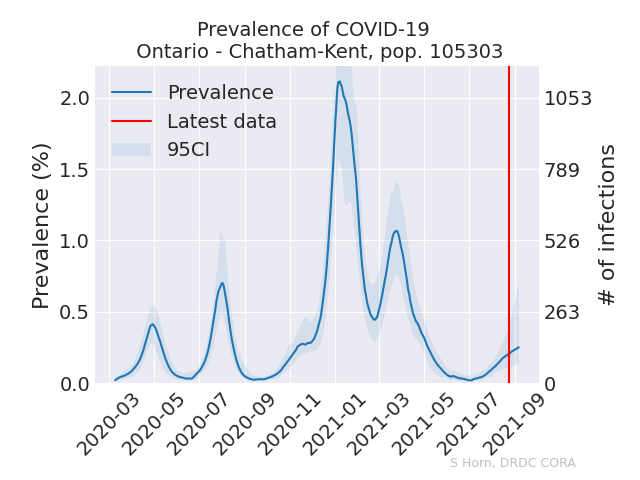 Prevalence of COVID-19
Ontario - Chatham-Kent, pop. 105303
Prevalence
Latest data
95CI
Prevalence (%)
2.0
1.5
1.0
0.5
0.0
# of infections
1053
789
526
263
0
2020-03
2020-05
2020-07
2020-09
2020-11
2021-01
2021-03
2021-05
2021-07
2021-09
S Horn, DRDC CORA